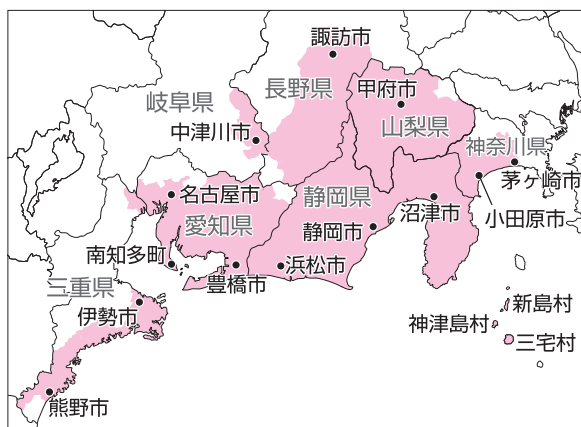 諏訪市
長野県
甲府市
岐阜県
山梨県
中津川市
神奈川県
茅ヶ崎市
名古屋市
静岡県
沼津市
小田原市
愛知県
静岡市
南知多町
豊橋市
浜松市
三重県
伊勢市
新島村
神津島村
三宅村
熊野市